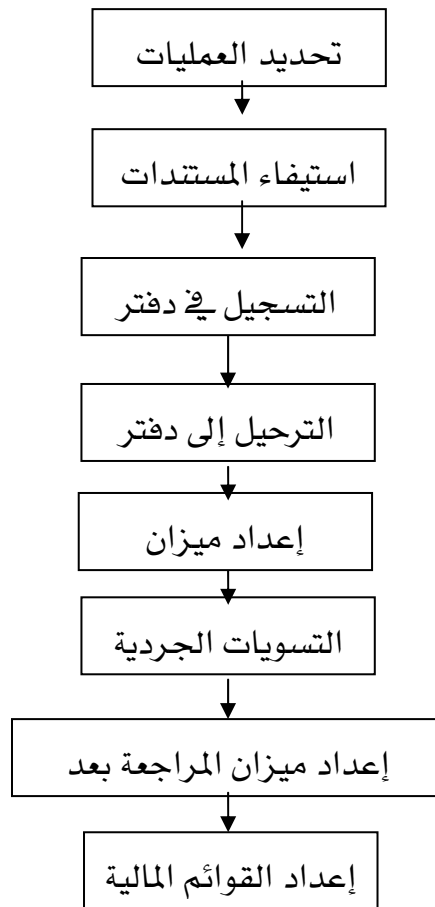 تحديد العمليات
استيفاء المستندات
التسجيل في دفتر
الترحيل إلى دفتر
إعداد ميزان
التسويات الجردية
إعداد ميزان المراجعة بعد
إعداد القوائم المالية